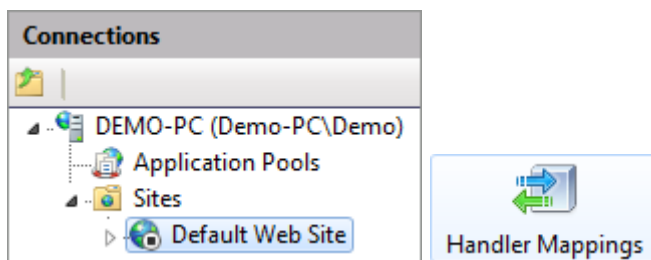 Connections
DEMO-PC (Demo-PC\Demo)
Application Pools
Sites
Default Web Site
Handler Mappings